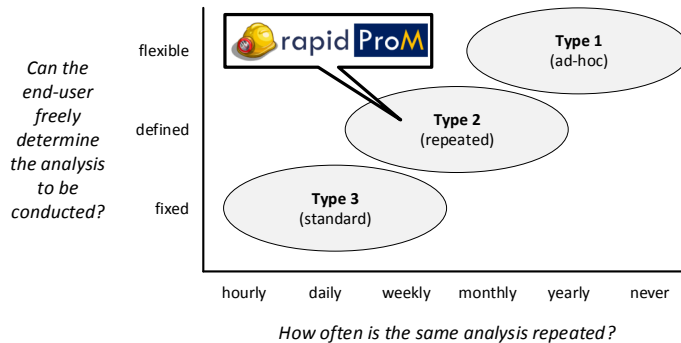 rapid ProM
flexible
Type 1
(ad-hoc)
Can the
end-user
freely
determine
the analysis
to be
conducted?
defined
Type 2
(repeated)
fixed
Type 3
(standard)
hourly daily weekly monthly yearly never
How often is the same analysis repeated?